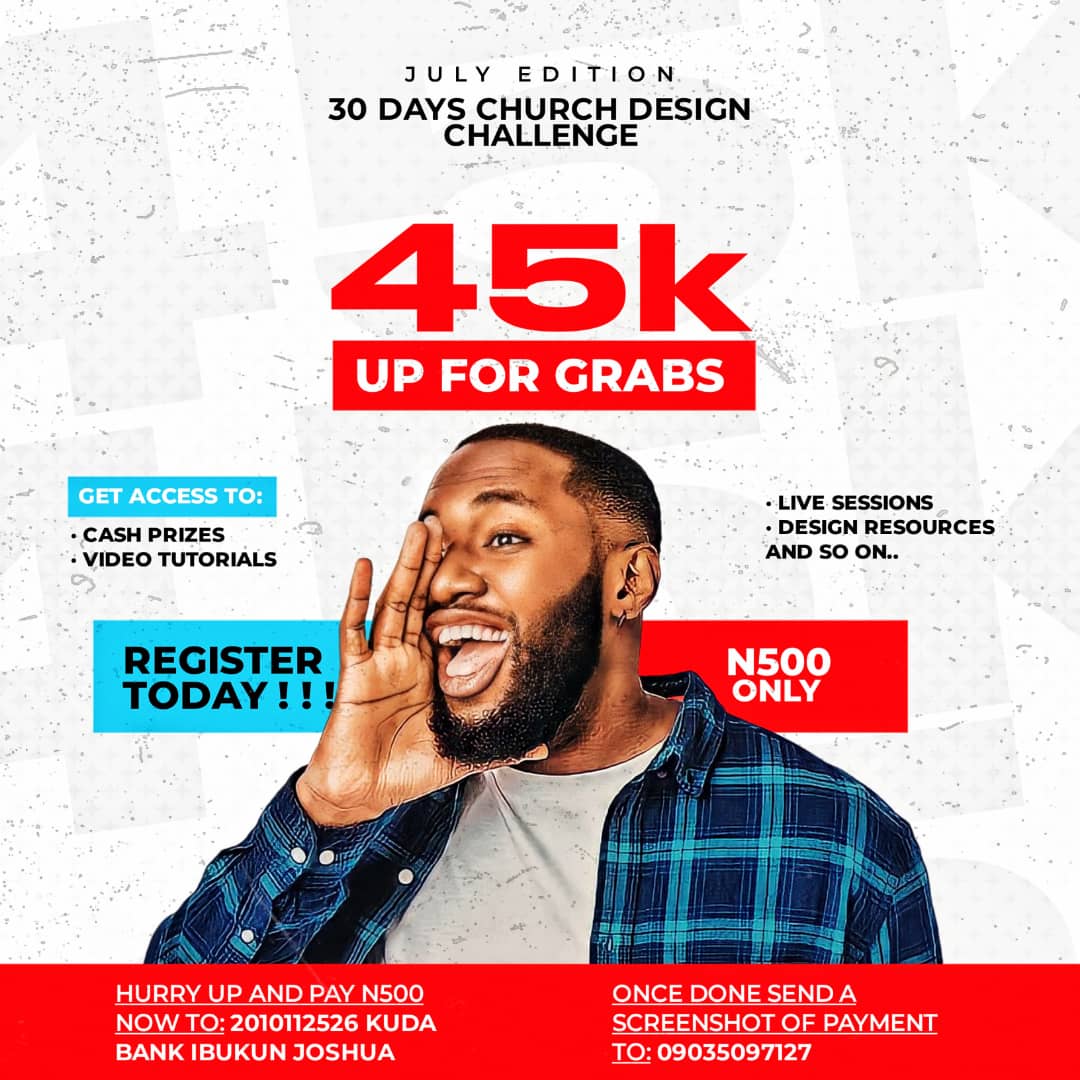 JULY EDITION
30 DAYS CHURCH DESIGN
CHALLENGE
45k
UP FOR GRABS
GET ACCESS TO:
• CASH PRIZES
• VIDEO TUTORIALS
• LIVE SESSIONS
• DESIGN RESOURCES
AND SO ON..
REGISTER
TODAY ! ! !
N500
ONLY
HURRY UP AND PAY N500
NOW TO: 2010112526 KUDA
BANK IBUKUN JOSHUA
ONCE DONE SEND A
SCREENSHOT OF PAYMENT
TO: 09035097127